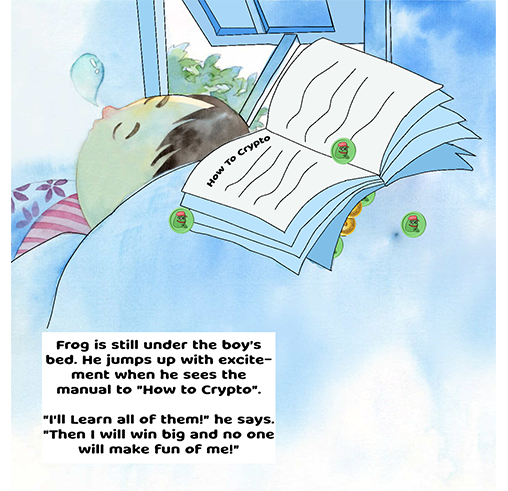 How To Crypto
Frog is still under the boy's
bed. He jumps up with excite-
ment when he sees the
manual to "How to Crypto".
"I'll Learn all of them!" he says.
"Then I will win big and no one
will make fun of me!"